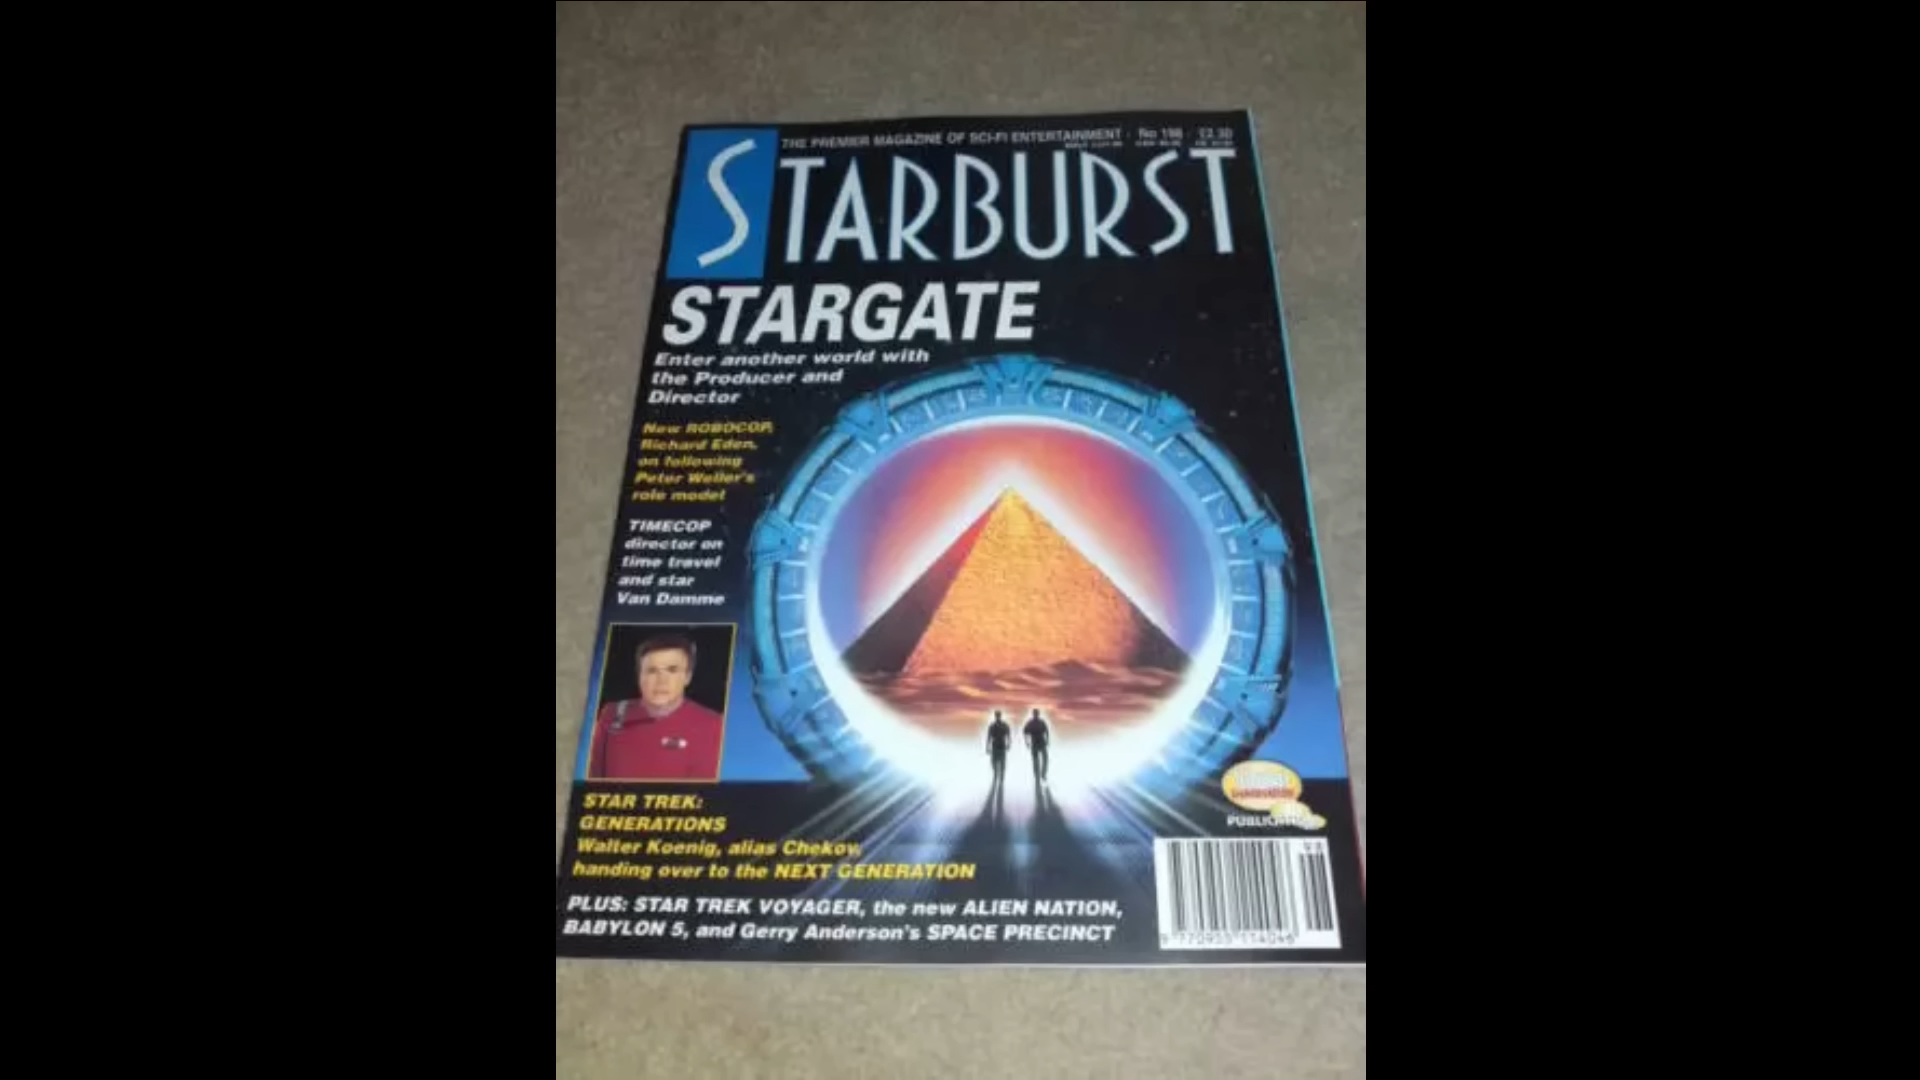 THE PREMIER MAGAZINE OF SCI-FI ENTERTAINMENT
STARBURST
STARGATE
Enter another world with
the Producer and
Director
New ROBOCOP,
Richard Eden,
on following
Peter Weller's
role model
TIMECOP
director on
time travel
and star
Van Damme
STAR TREK:
GENERATIONS
Walter Koenig, alias Chekov,
handing over to the NEXT GENERATION
PLUS: STAR TREK VOYAGER, the new ALIEN NATION,
BABYLON 5, and Gerry Anderson's SPACE PRECINCT